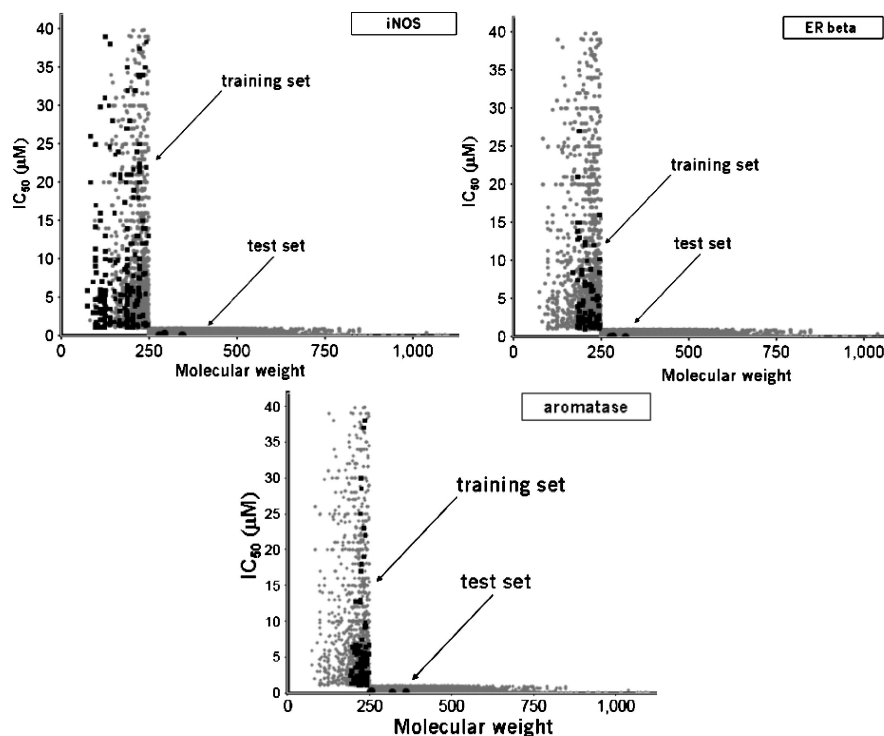 iNOS
40
35
30
25
20
15
10
5
0
IC50 (μM)
training set
test set
0 250 500 750 1,000
Molecular weight
ER beta
40
35
30
25
20
15
10
5
0
IC50 (μM)
training set
test set
0 250 500 750 1,000
Molecular weight
aromatase
40
35
30
25
20
15
10
5
0
IC50 (μM)
training set
test set
0 250 500 750 1,000
Molecular weight